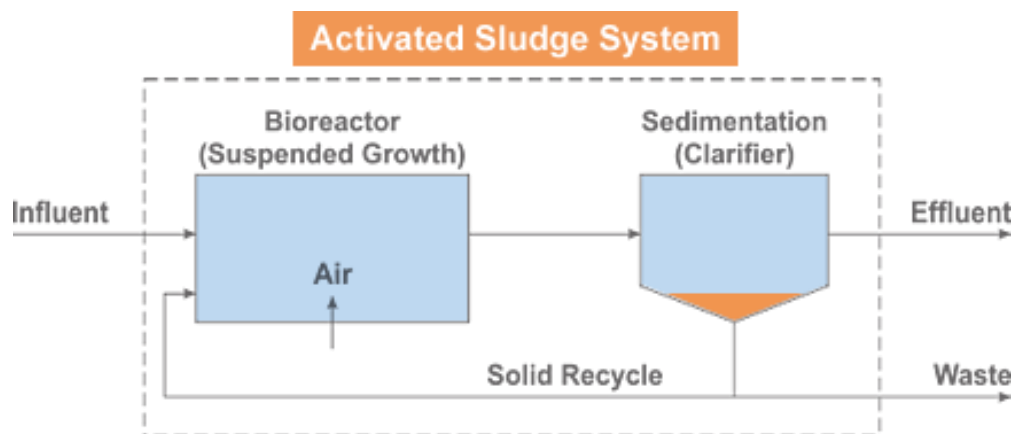 Activated Sludge System
Bioreactor
(Suspended Growth)
Sedimentation
(Clarifier)
Influent
Effluent
Air
Solid Recycle
Waste